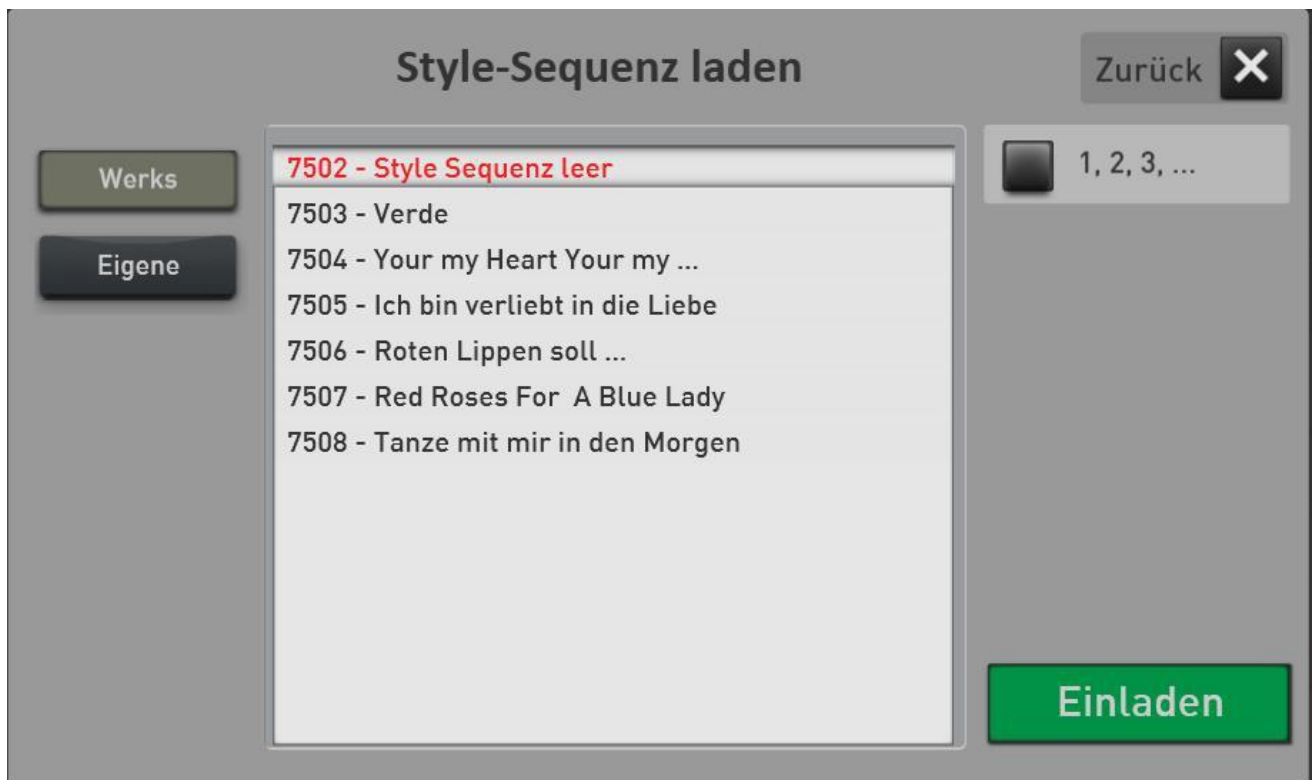 Style-Sequenz laden
Zurück
Werks
Eigene
7502 - Style Sequenz leer
7503 - Verde
7504 - Your my Heart Your my ...
7505 - Ich bin verliebt in die Liebe
7506 - Roten Lippen soll ...
7507 - Red Roses For  A Blue Lady
7508 - Tanze mit mir in den Morgen
1, 2, 3, ...
Einladen